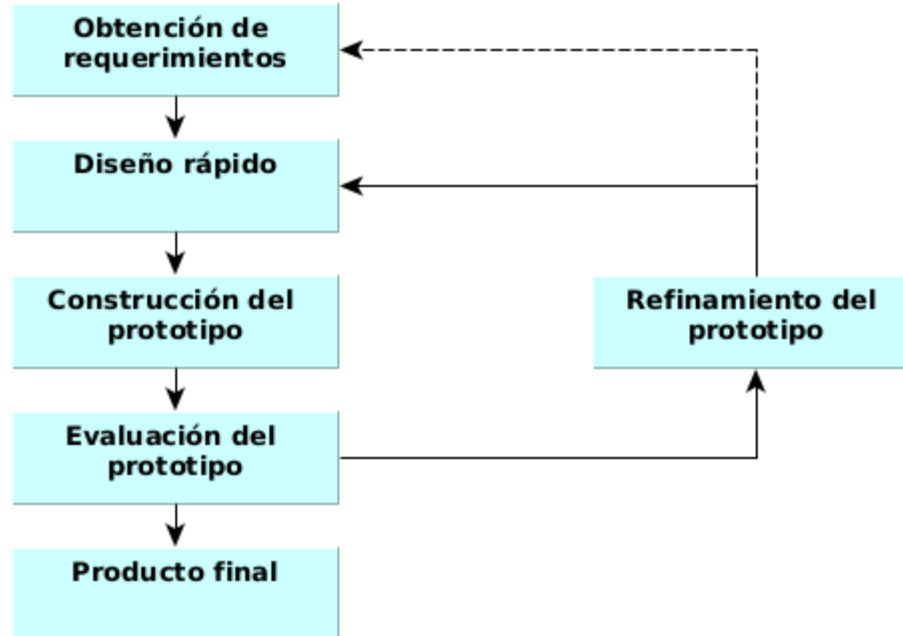 Obtención de
requerimientos
Diseño rápido
Construcción del
prototipo
Refinamiento del
prototipo
Evaluación del
prototipo
Producto final